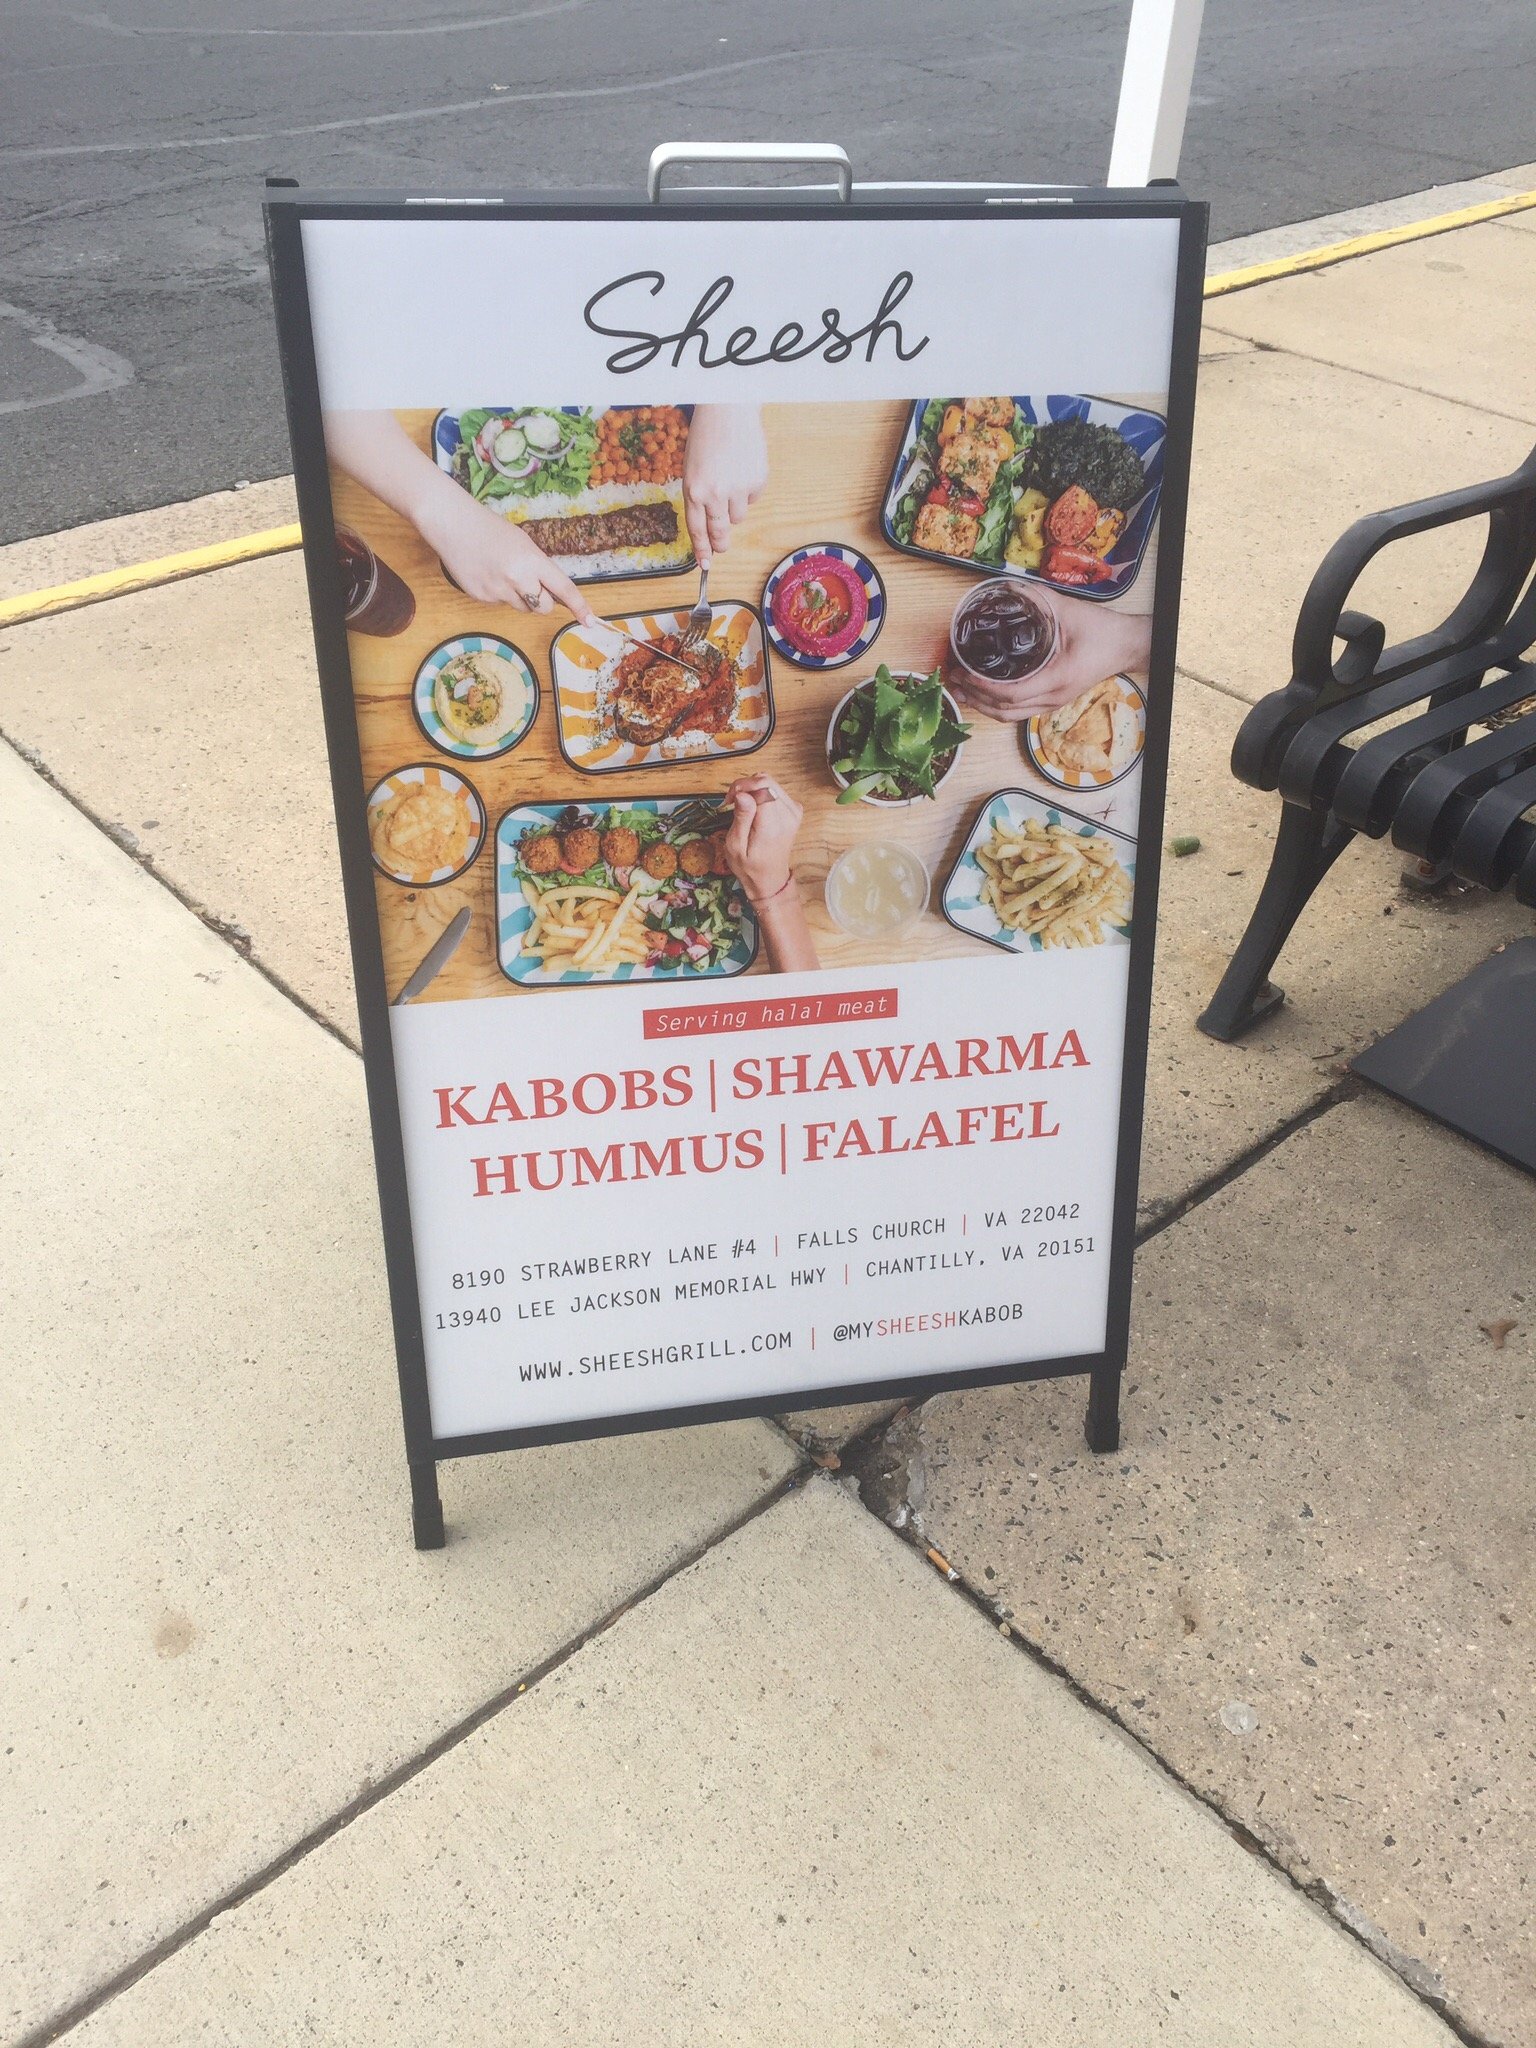 Sheesh
Serving halal meat
KABOBS | SHAWARMA
HUMMUS | FALAFEL
8190 STRAWBERRY LANE #4 | FALLS CHURCH | VA 22042
13940 LEE JACKSON MEMORIAL HWY | CHANTILLY, VA 20151
WWW.SHEESHGRILL.COM | @MYSHEESHKABOB